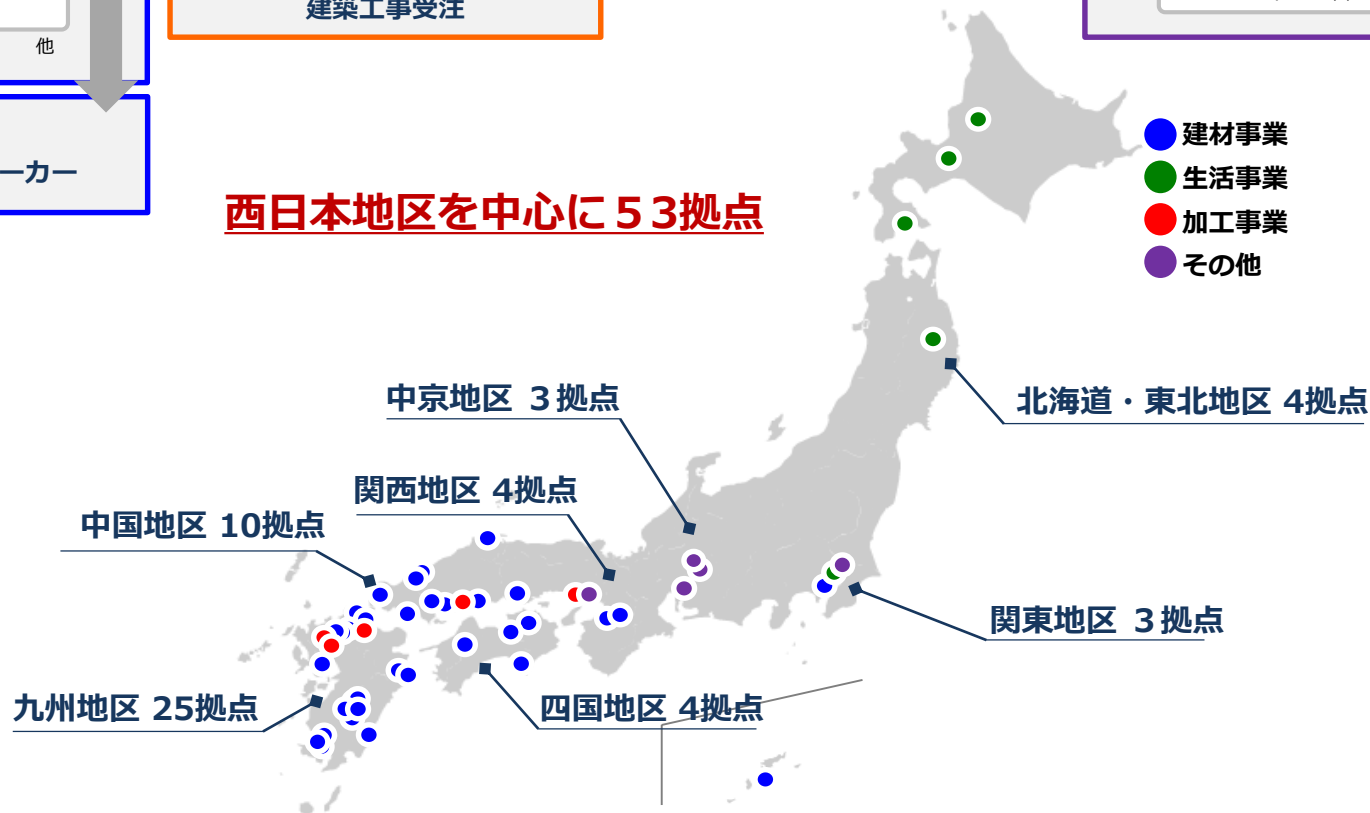 建築工事受注
他
ーカー
西日本地区を中心に５３拠点
建材事業
生活事業
加工事業
その他
中京地区 ３拠点
北海道・東北地区 4拠点
関西地区 4拠点
中国地区 10拠点
関東地区 ３拠点
九州地区 25拠点
四国地区 4拠点